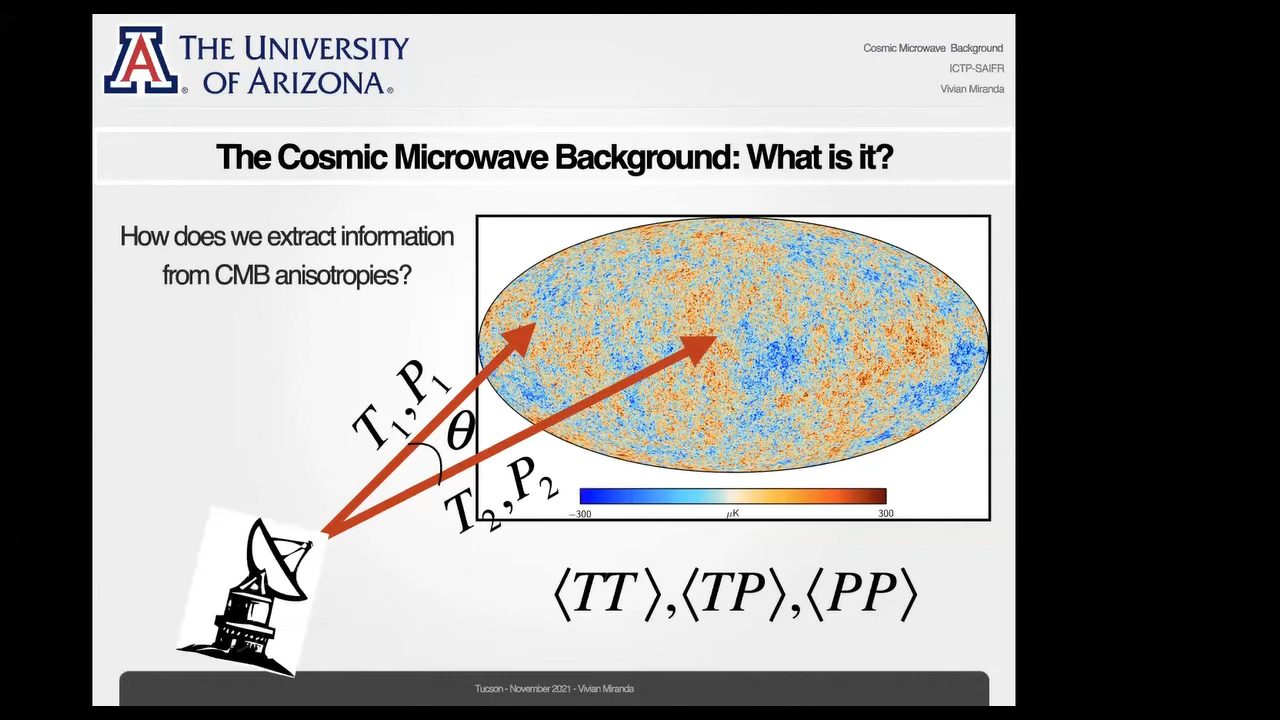 THE UNIVERSITY
OF ARIZONA®
A®
Cosmic Microwave Background
ICTP-SAIFR
Vivian Miranda
The Cosmic Microwave Background: What is it?
How does we extract information
from CMB anisotropies?
T₁,P₁
θ
T₂,P₂
−300 μK 300
⟨TT⟩,⟨TP⟩,⟨PP⟩
Tucson - November 2021 - Vivian Miranda